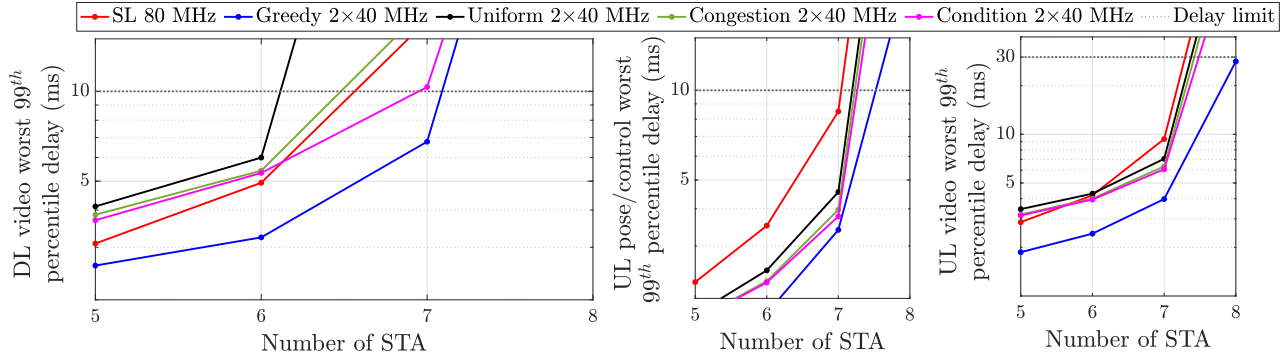 SL 80 MHz Greedy 2×40 MHz Uniform 2×40 MHz Congestion 2×40 MHz Condition 2×40 MHz Delay limit
DL video worst 99th
percentile delay (ms)
10
5
5 6 7 8
Number of STA
UL pose/control worst
99th percentile delay (ms)
10
5
5 6 7 8
Number of STA
UL video worst 99th
percentile delay (ms)
30
10
5
5 6 7 8
Number of STA